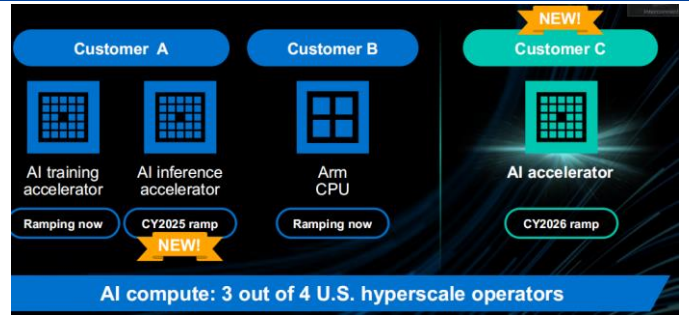 NEW!
Customer A
Customer B
Customer C
AI training
accelerator
AI inference
accelerator
Arm
CPU
AI accelerator
Ramping now
CY2025 ramp
Ramping now
CY2026 ramp
NEW!
AI compute: 3 out of 4 U.S. hyperscale operators